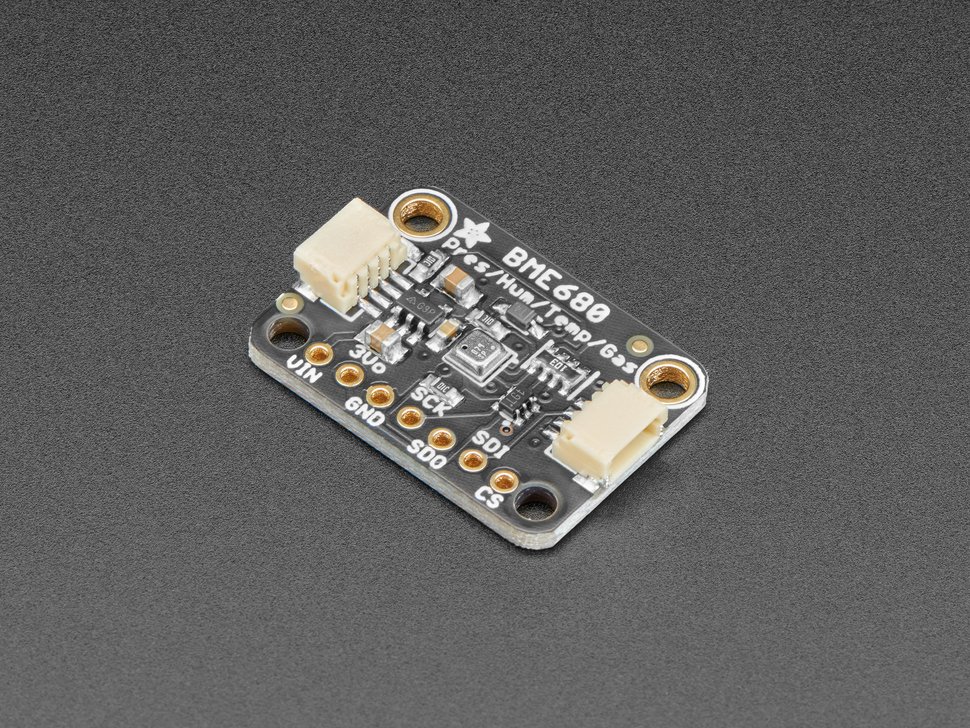 BME680
Pres/Hum/Temp/Gas
VIN
3Vo
GND
SCK
SDO
SDI
CS